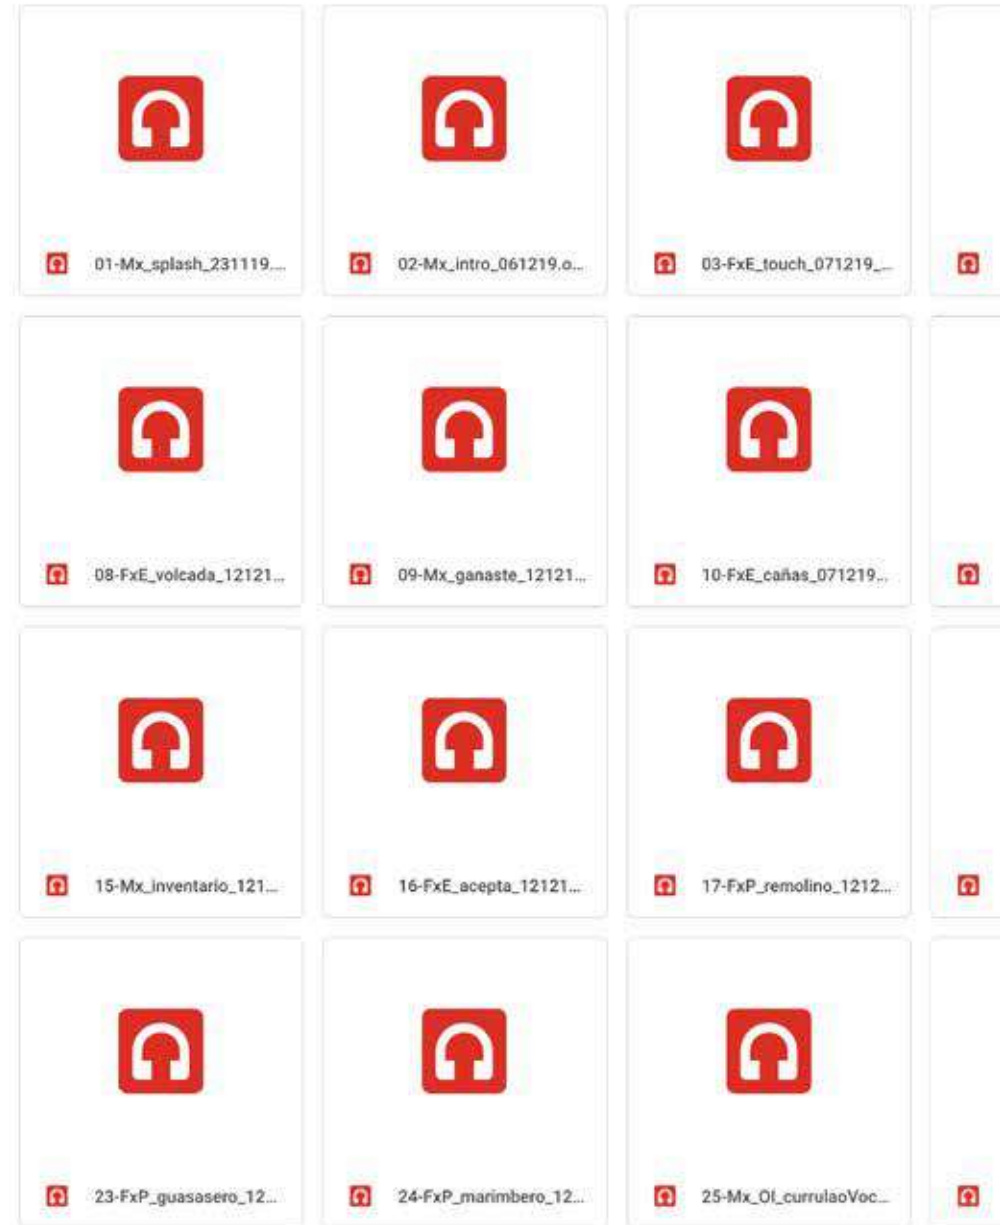 01-Mx_splash_231119....
02-Mx_intro_061219.o...
03-FxE_touch_071219_...
08-FxE_volcada_12121...
09-Mx_ganaste_12121...
10-FxE_cañas_071219...
15-Mx_inventario_121...
16-FxE_acepta_12121...
17-FxP_remolino_1212...
23-FxP_guasasero_12...
24-FxP_marimbero_12...
25-Mx_OI_currulaoVoc...